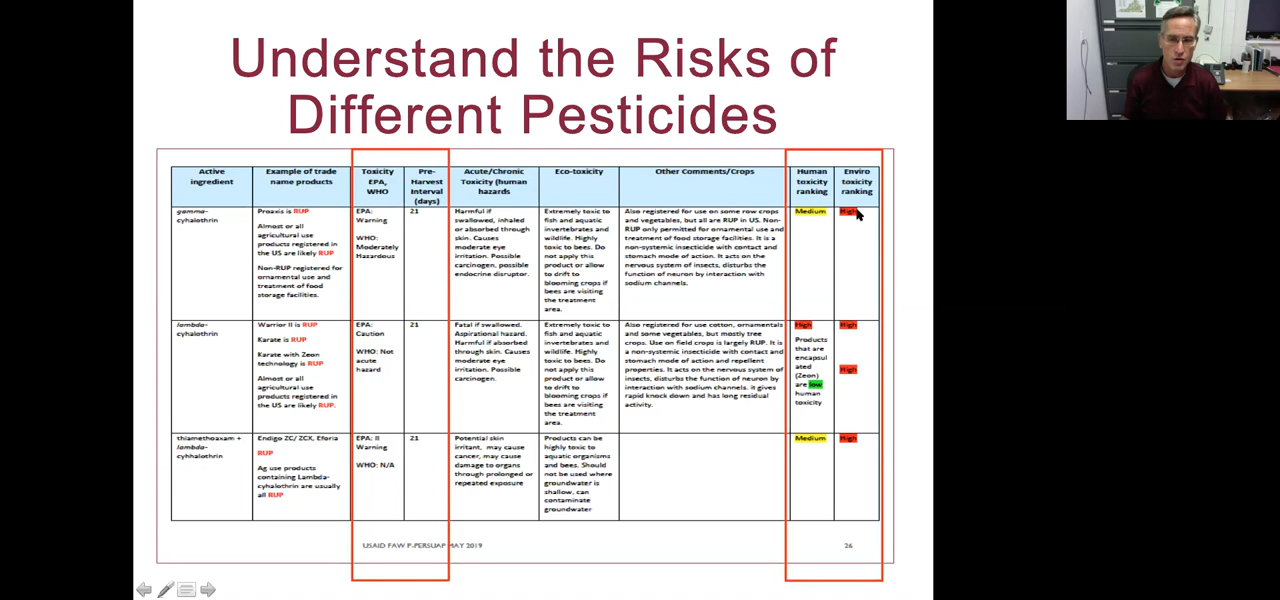 Understand the Risks of
Different Pesticides
Active
ingredient
Example of trade
name products
Toxicity
EPA,
WHO
Pre-
Harvest
Interval
(days)
Acute/Chronic
Toxicity (human
hazards
Eco-toxicity
Other Comments/Crops
Human
toxicity
ranking
Enviro
toxicity
ranking
gamma-
cyhalothrin
Proaxis is RUP
Almost or all
agricultural use
products registered in
the US are likely RUP
Non-RUP registered for
ornamental use and
treatment of food
storage facilities.
EPA:
Warning
WHO:
Moderately
Hazardous
21
Harmful if
swallowed, inhaled
or absorbed through
skin. Causes
moderate eye
irritation. Possible
carcinogen, possible
endocrine disruptor.
Extremely toxic to
fish and aquatic
invertebrates and
wildlife. Highly
toxic to bees. Do
not apply this
product or allow
to drift to
blooming crops if
bees are visiting
the treatment
area.
Also registered for use on some row crops
and vegetables, but all are RUP in US. Non-
RUP only permitted for ornamental use and
treatment of food storage facilities. It is a
non-systemic insecticide with contact and
stomach mode of action. It acts on the
nervous system of insects, disturbs the
function of neuron by interaction with
sodium channels.
Medium
High
lambda-
cyhalothrin
Warrior II is RUP
Karate is RUP
Karate with Zeon
technology is RUP
Almost or all
agricultural use
products registered in
the US are likely RUP.
EPA:
Caution
WHO: Not
acute
hazard
21
Fatal if swallowed.
Aspirational hazard.
Harmful if absorbed
through skin. Causes
moderate eye
irritation. Possible
carcinogen.
Extremely toxic to
fish and aquatic
invertebrates and
wildlife. Highly
toxic to bees. Do
not apply this
product or allow
to drift to
blooming crops if
bees are visiting
the treatment
area.
Also registered for use cotton, ornamentals
and some vegetables, but mostly tree
crops. Use on field crops is largely RUP. It is
a non-systemic insecticide with contact and
stomach mode of action and repellent
properties. It acts on the nervous system of
insects, disturbs the function of neuron by
interaction with sodium channels. it gives
rapid knock down and has long residual
activity.
High
Products
that are
encapsul
ated
(Zeon)
are low
human
toxicity
High
High
thiamethoaxam +
lambda-
cyhhalothrin
Endigo ZC/ ZCX, Eforia
RUP
Ag use products
containing Lambda-
cyhalothrin are usually
all RUP
EPA: II
Warning
WHO: N/A
21
Potential skin
irritant, may cause
cancer, may cause
damage to organs
through prolonged or
repeated exposure
Products can be
highly toxic to
aquatic organisms
and bees. Should
not be used where
groundwater is
shallow, can
contaminate
groundwater
Medium
High
USAID FAW P-PERSUAP MAY 2019
26